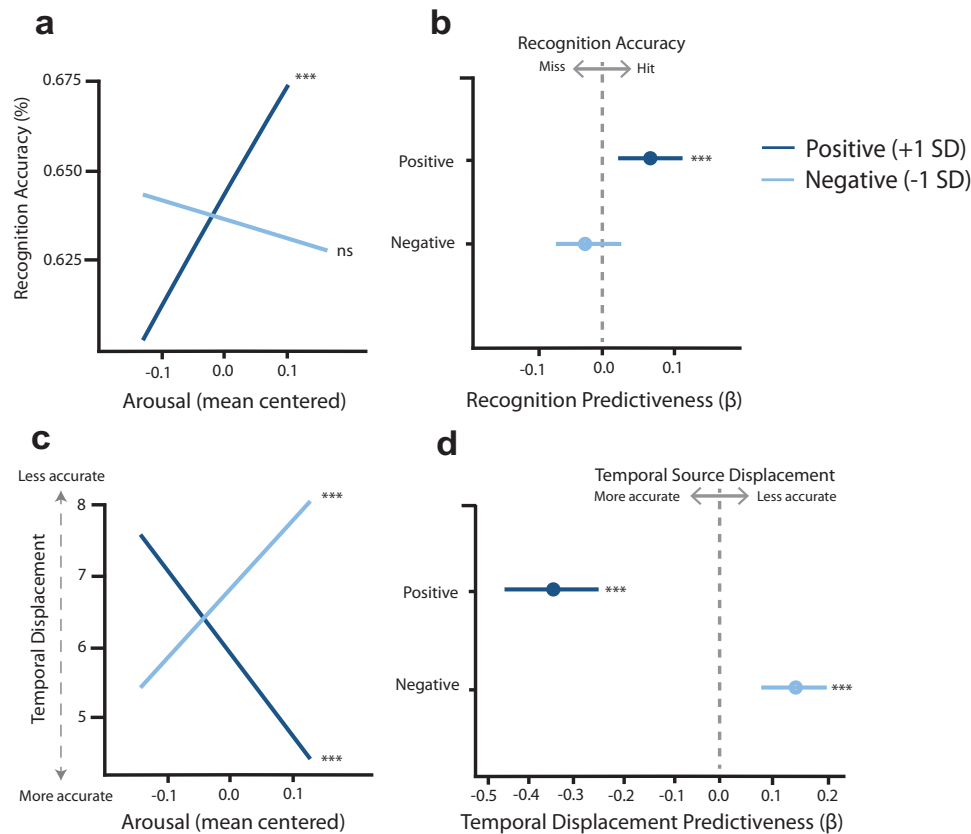 a
Recognition Accuracy (%)
0.675
0.650
0.625
***
ns
-0.1
0.0
0.1
Arousal (mean centered)
b
Recognition Accuracy
Miss
Hit
Positive
***
Negative
-0.1
0.0
0.1
Recognition Predictiveness (β)
Positive (+1 SD)
Negative (-1 SD)
c
Less accurate
Temporal Displacement
More accurate
8
7
6
5
***
***
-0.1
0.0
0.1
Arousal (mean centered)
d
Temporal Source Displacement
More accurate
Less accurate
Positive
***
Negative
***
-0.5
-0.4
-0.3
-0.2
-0.1
0.0
0.1
0.2
Temporal Displacement Predictiveness (β)